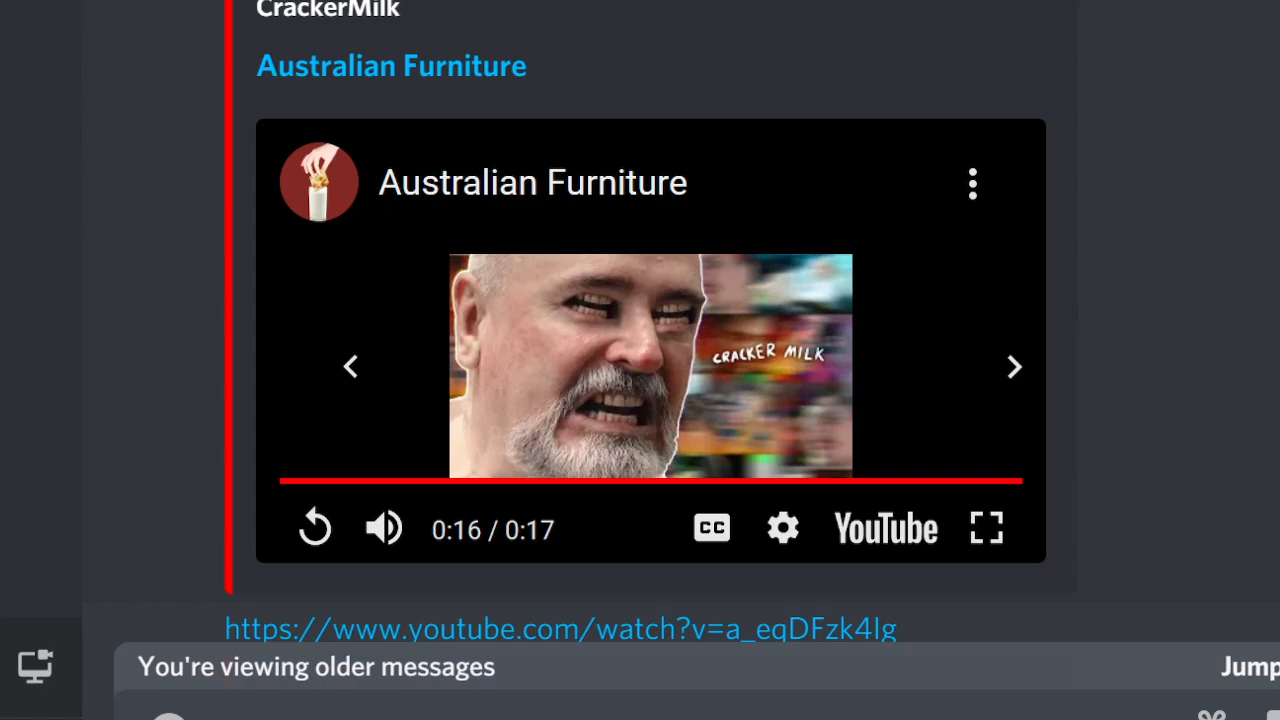 CrackerMilk
Australian Furniture
Australian Furniture
CRACKER MILK
0:16 / 0:17
CC
YouTube
https://www.youtube.com/watch?v=a_eqDFzk4lg
You're viewing older messages
Jump